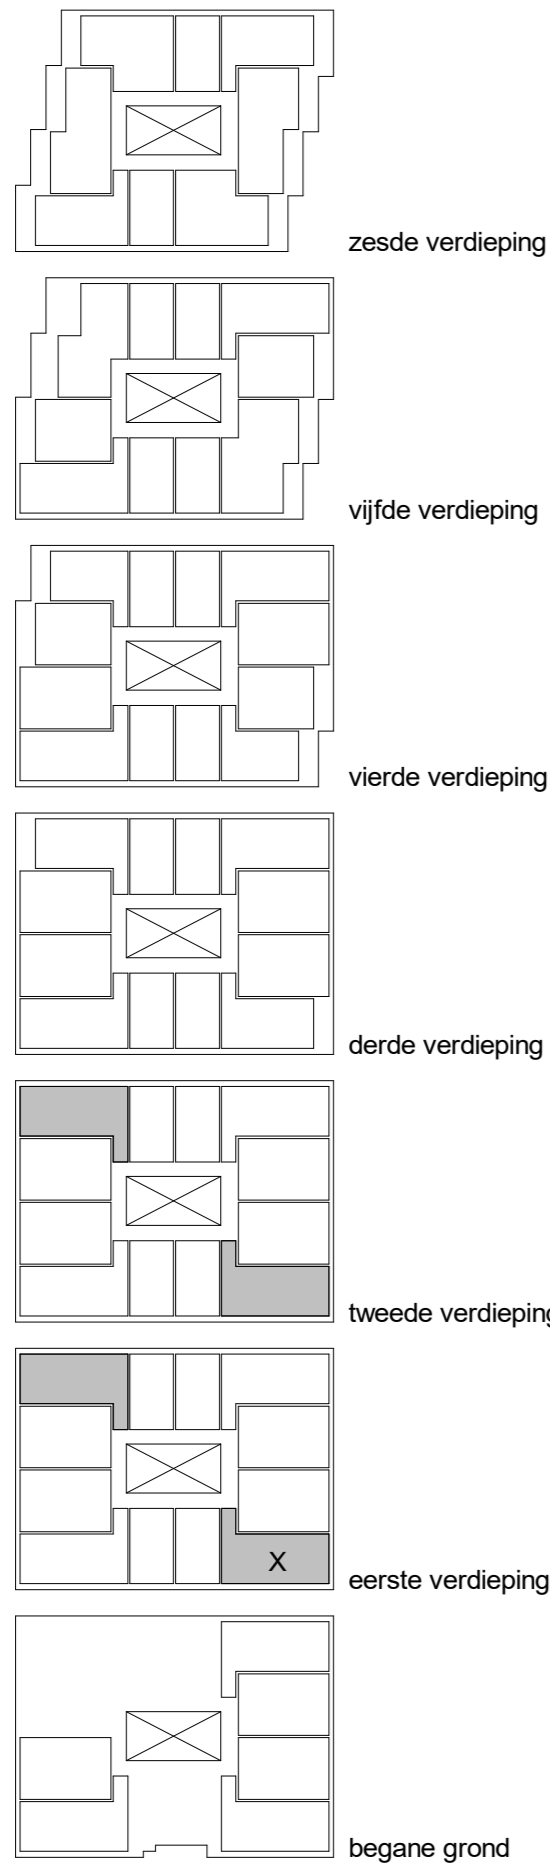 zesde verdieping
vijfde verdieping
vierde verdieping
derde verdieping
tweede verdieping
X
eerste verdieping
begane grond